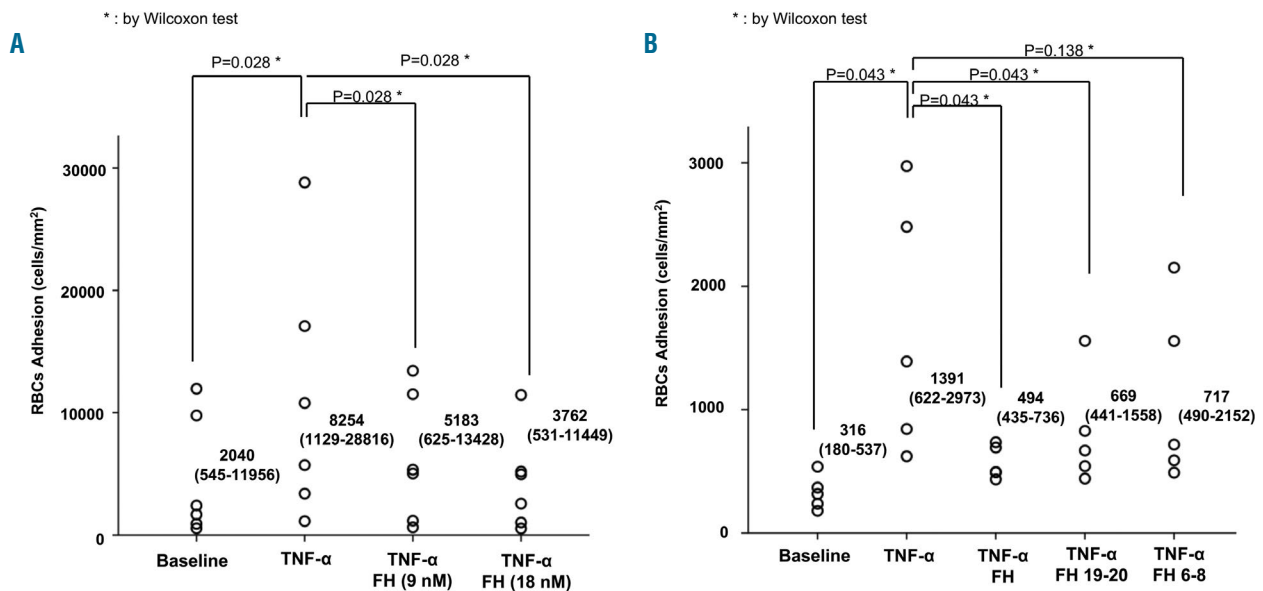 * : by Wilcoxon test
A
P=0.028 *
P=0.028 *
P=0.028 *
RBCs Adhesion (cells/mm²)
30000
20000
10000
0
2040
(545-11956)
8254
(1129-28816)
5183
(625-13428)
3762
(531-11449)
Baseline
TNF-α
TNF-α
FH (9 nM)
TNF-α
FH (18 nM)
* : by Wilcoxon test
B
P=0.138 *
P=0.043 *
P=0.043 *
P=0.043 *
RBCs Adhesion (cells/mm²)
3000
2000
1000
0
316
(180-537)
1391
(622-2973)
494
(435-736)
669
(441-1558)
717
(490-2152)
Baseline
TNF-α
TNF-α
FH
TNF-α
FH 19-20
TNF-α
FH 6-8